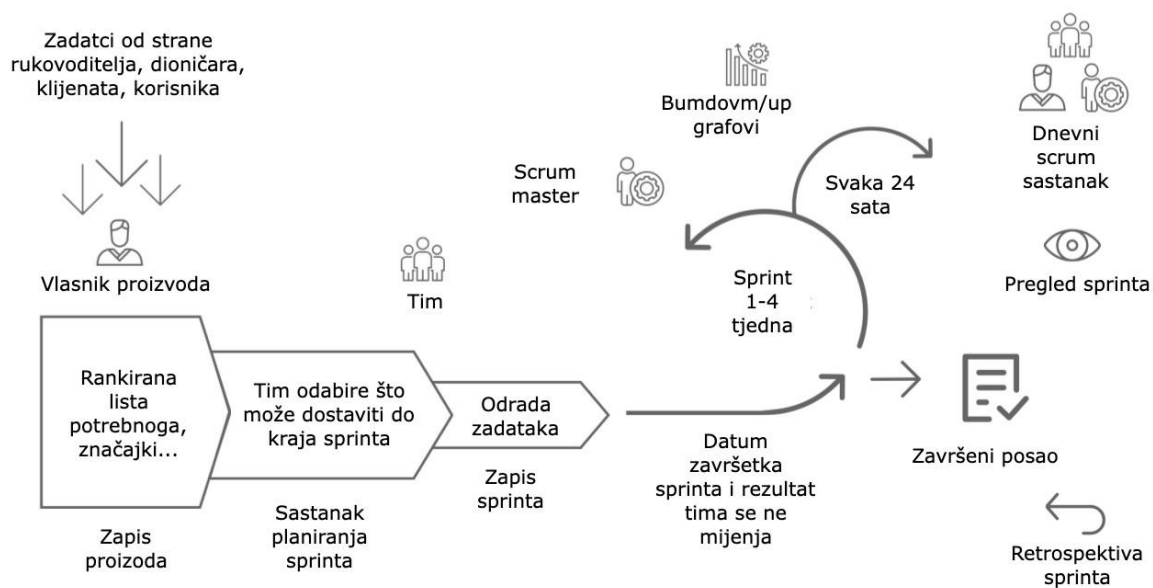 Zadatci od strane
rukovoditelja, dioničara,
klijenata, korisnika
Vlasnik proizvoda
Rankirana
lista
potrebnoga,
značajki...
Zapis
proizoda
Tim odabire što
može dostaviti do
kraja sprinta
Sastanak
planiranja
sprinta
Tim
Odrada
zadataka
Zapis
sprinta
Scrum
master
Bumdovm/up
grafovi
Svaka 24
sata
Sprint
1-4
tjedna
Datum
završetka
sprinta i rezultat
tima se ne
mijenja
Dnevni
scrum
sastanak
Pregled sprinta
Završeni posao
Retrospektiva
sprinta